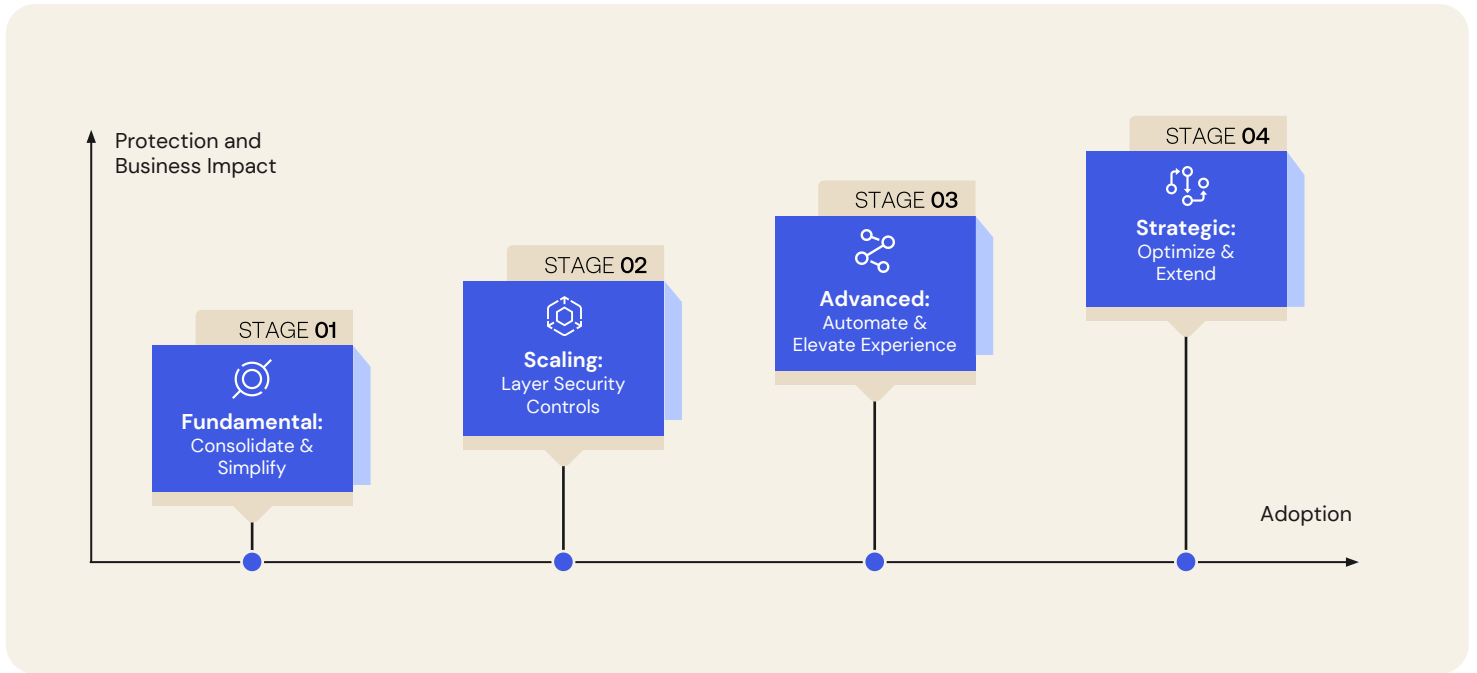 Protection and
Business Impact
STAGE 01
Fundamental:
Consolidate &
Simplify
STAGE 02
Scaling:
Layer Security
Controls
STAGE 03
Advanced:
Automate &
Elevate Experience
STAGE 04
Strategic:
Optimize &
Extend
Adoption